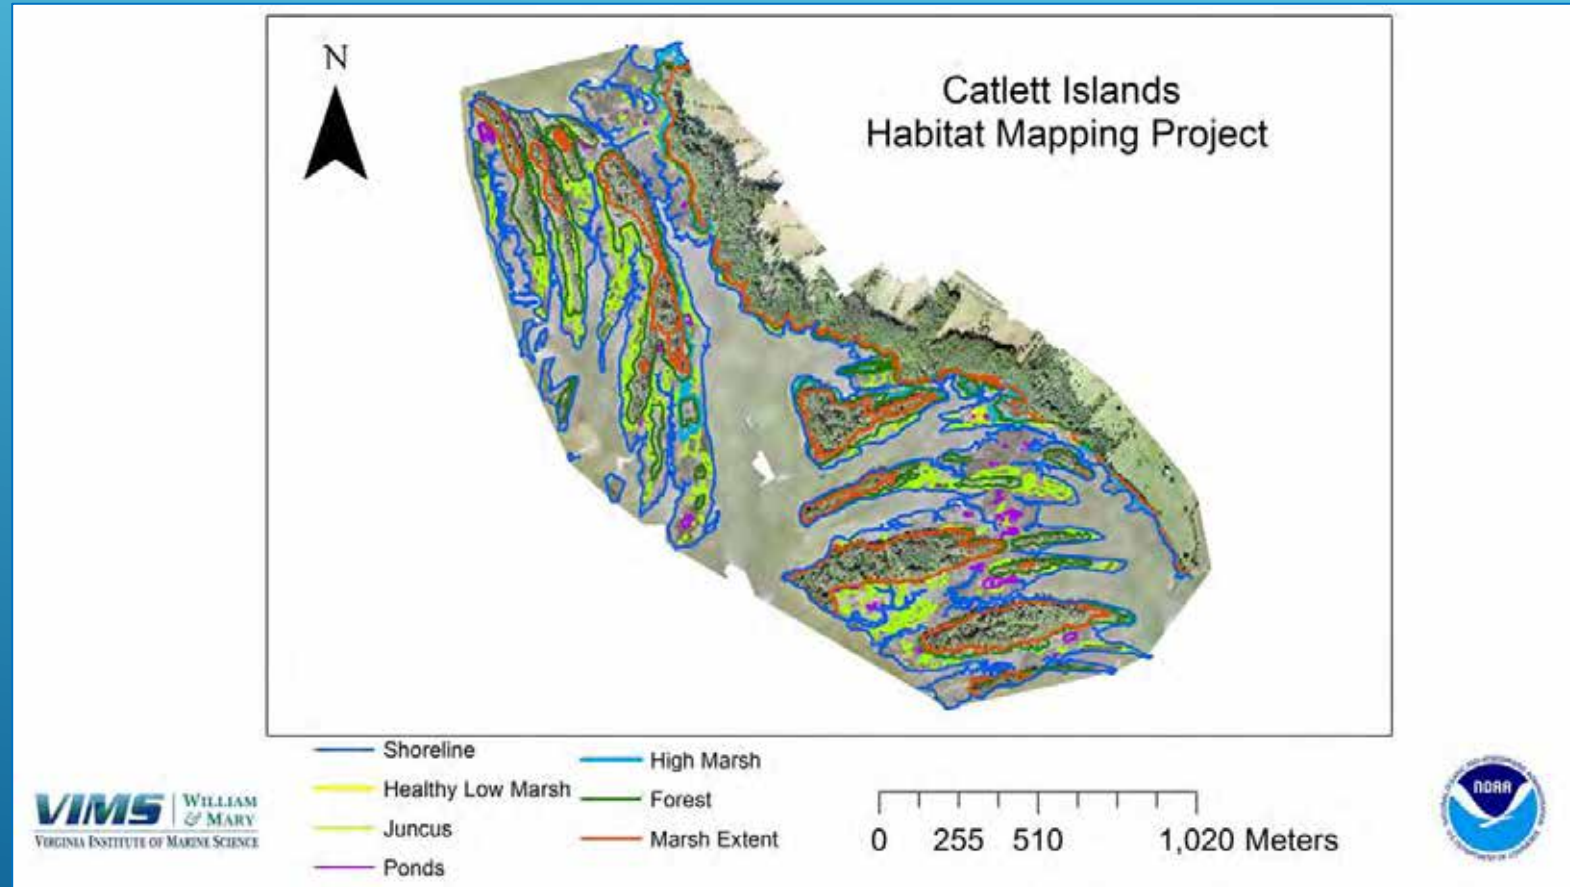 N
Catlett Islands
Habitat Mapping Project
Shoreline
Healthy Low Marsh
Juncus
Ponds
High Marsh
Forest
Marsh Extent
0 255 510 1,020 Meters
VIMS WILLIAM
& MARY
VIRGINIA INSTITUTE OF MARINE SCIENCE
NOAA